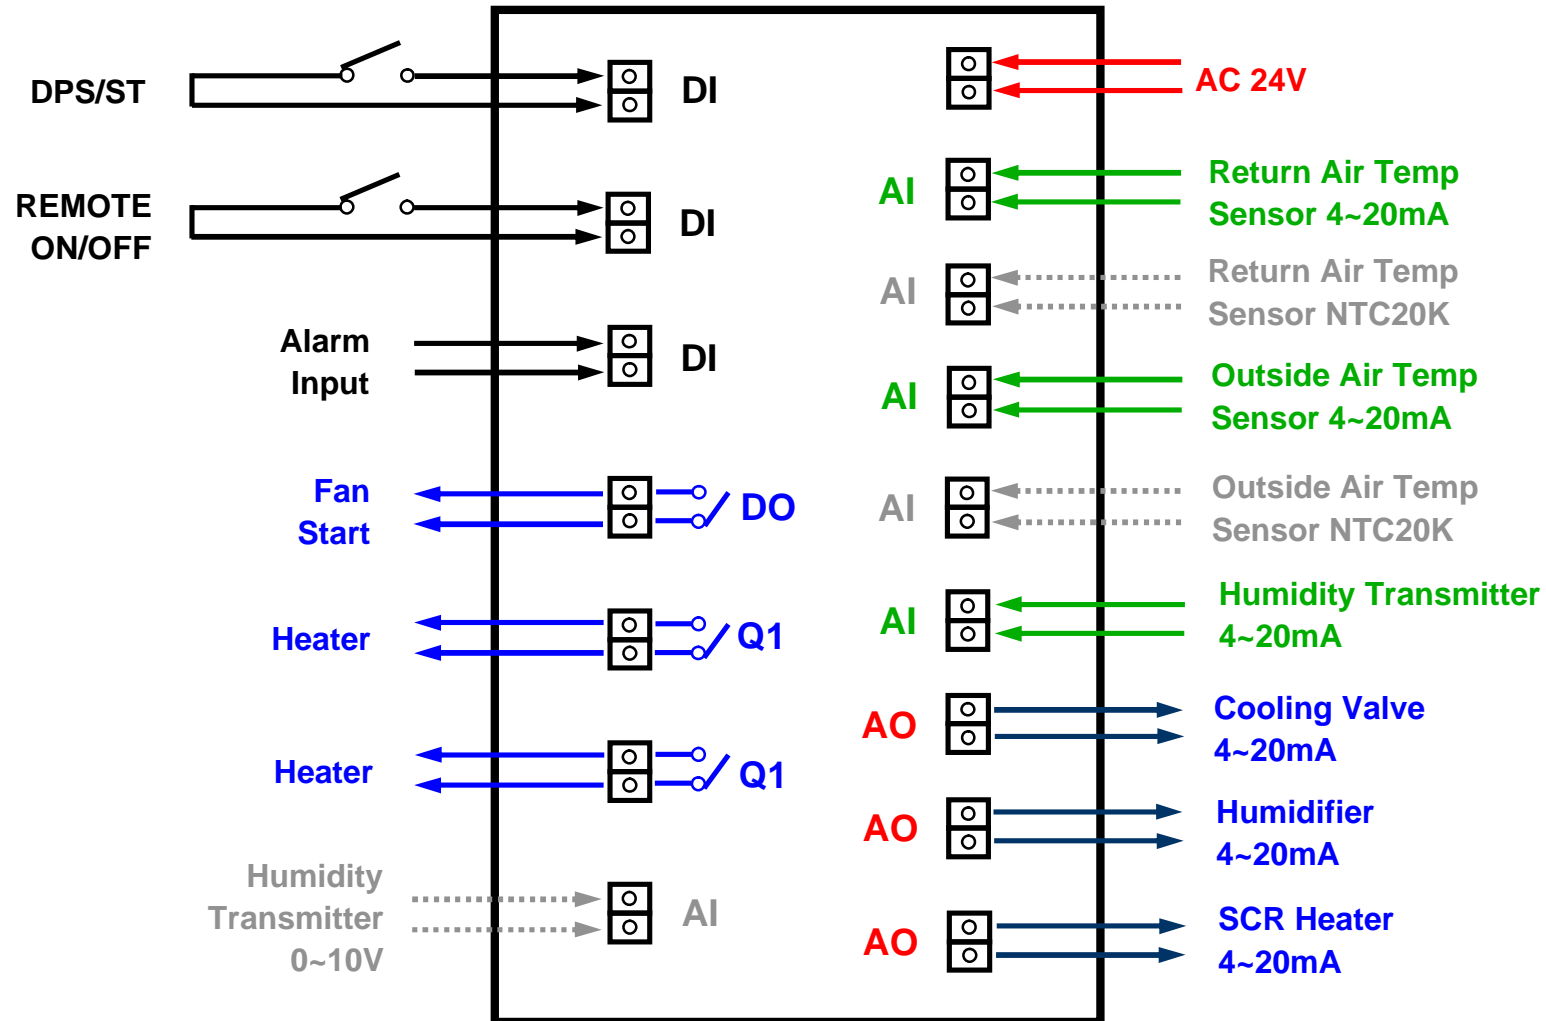 DPS/ST
DI
REMOTE
ON/OFF
DI
Alarm
Input
DI
Fan
Start
DO
Heater
Q1
Heater
Q1
Humidity
Transmitter
0~10V
AI
AC 24V
AI
Return Air Temp
Sensor 4~20mA
AI
Return Air Temp
Sensor NTC20K
AI
Outside Air Temp
Sensor 4~20mA
AI
Outside Air Temp
Sensor NTC20K
AI
Humidity Transmitter
4~20mA
AO
Cooling Valve
4~20mA
AO
Humidifier
4~20mA
AO
SCR Heater
4~20mA